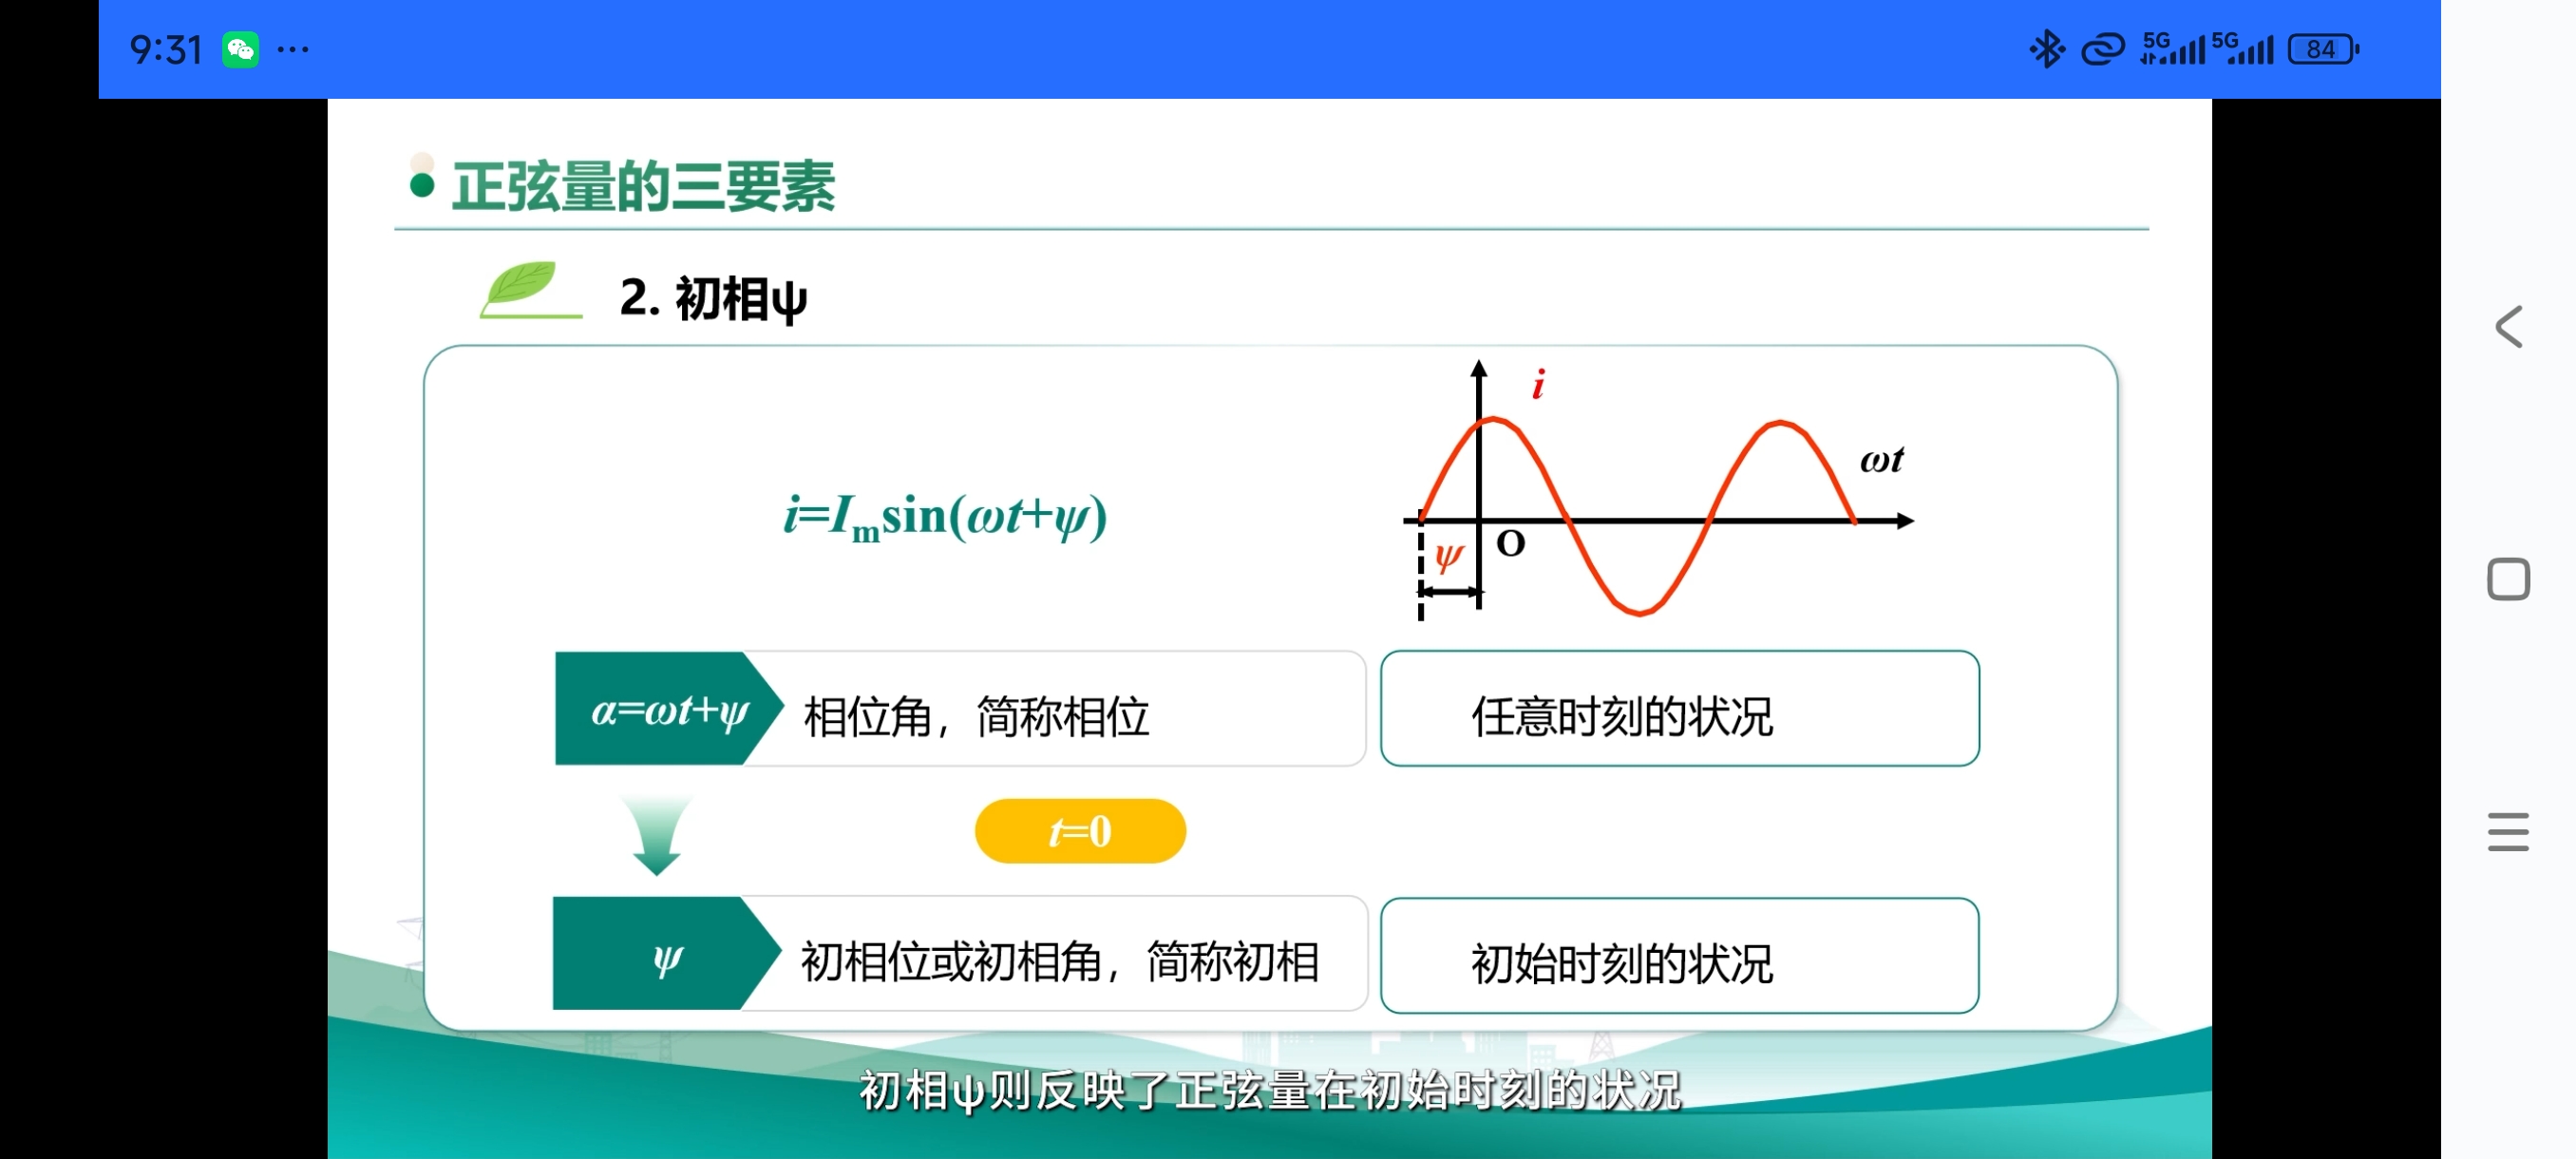 9:31 ···
5G 5G 84
正弦量的三要素
2. 初相ψ
i
i=Imsin(ωt+ψ)
ωt
ψ O
α=ωt+ψ 相位角，简称相位 任意时刻的状况
t=0
ψ 初相位或初相角，简称初相 初始时刻的状况
初相ψ则反映了正弦量在初始时刻的状况